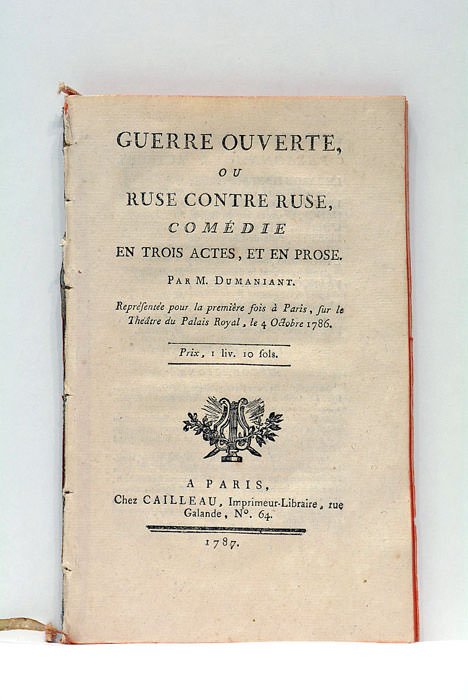 GUERRE OUVERTE,
OU
RUSE CONTRE RUSE,
COMÉDIE
EN TROIS ACTES, ET EN PROSE.
PAR M. DUMANIANT.
Repréſentée pour la première fois à Paris, ſur le
Théâtre du Palais Royal, le 4 Octobre 1786.
Prix, 1 liv. 10 ſols.
A PARIS,
Chez CAILLEAU, Imprimeur-Libraire, rue
Galande, Nº. 64.
1787.